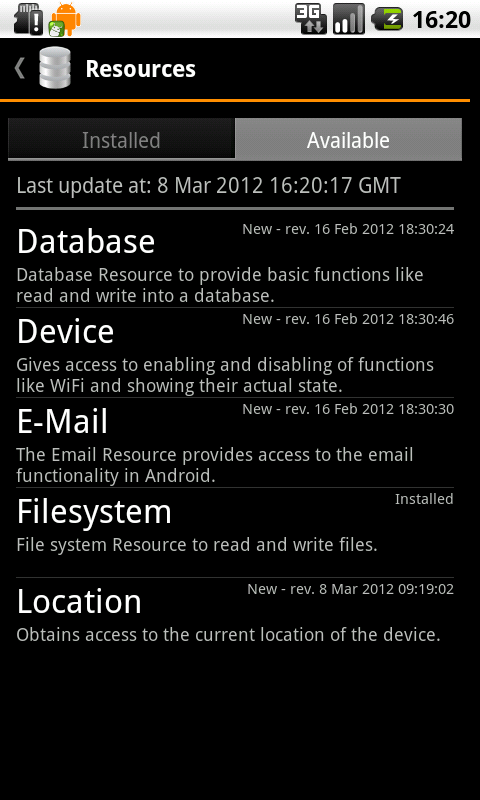 3G 16:20
Resources
Installed Available
Last update at: 8 Mar 2012 16:20:17 GMT
New - rev. 16 Feb 2012 18:30:24
Database
Database Resource to provide basic functions like
read and write into a database.
New - rev. 16 Feb 2012 18:30:46
Device
Gives access to enabling and disabling of functions
like WiFi and showing their actual state.
New - rev. 16 Feb 2012 18:30:30
E-Mail
The Email Resource provides access to the email
functionality in Android.
Installed
Filesystem
File system Resource to read and write files.
New - rev. 8 Mar 2012 09:19:02
Location
Obtains access to the current location of the device.